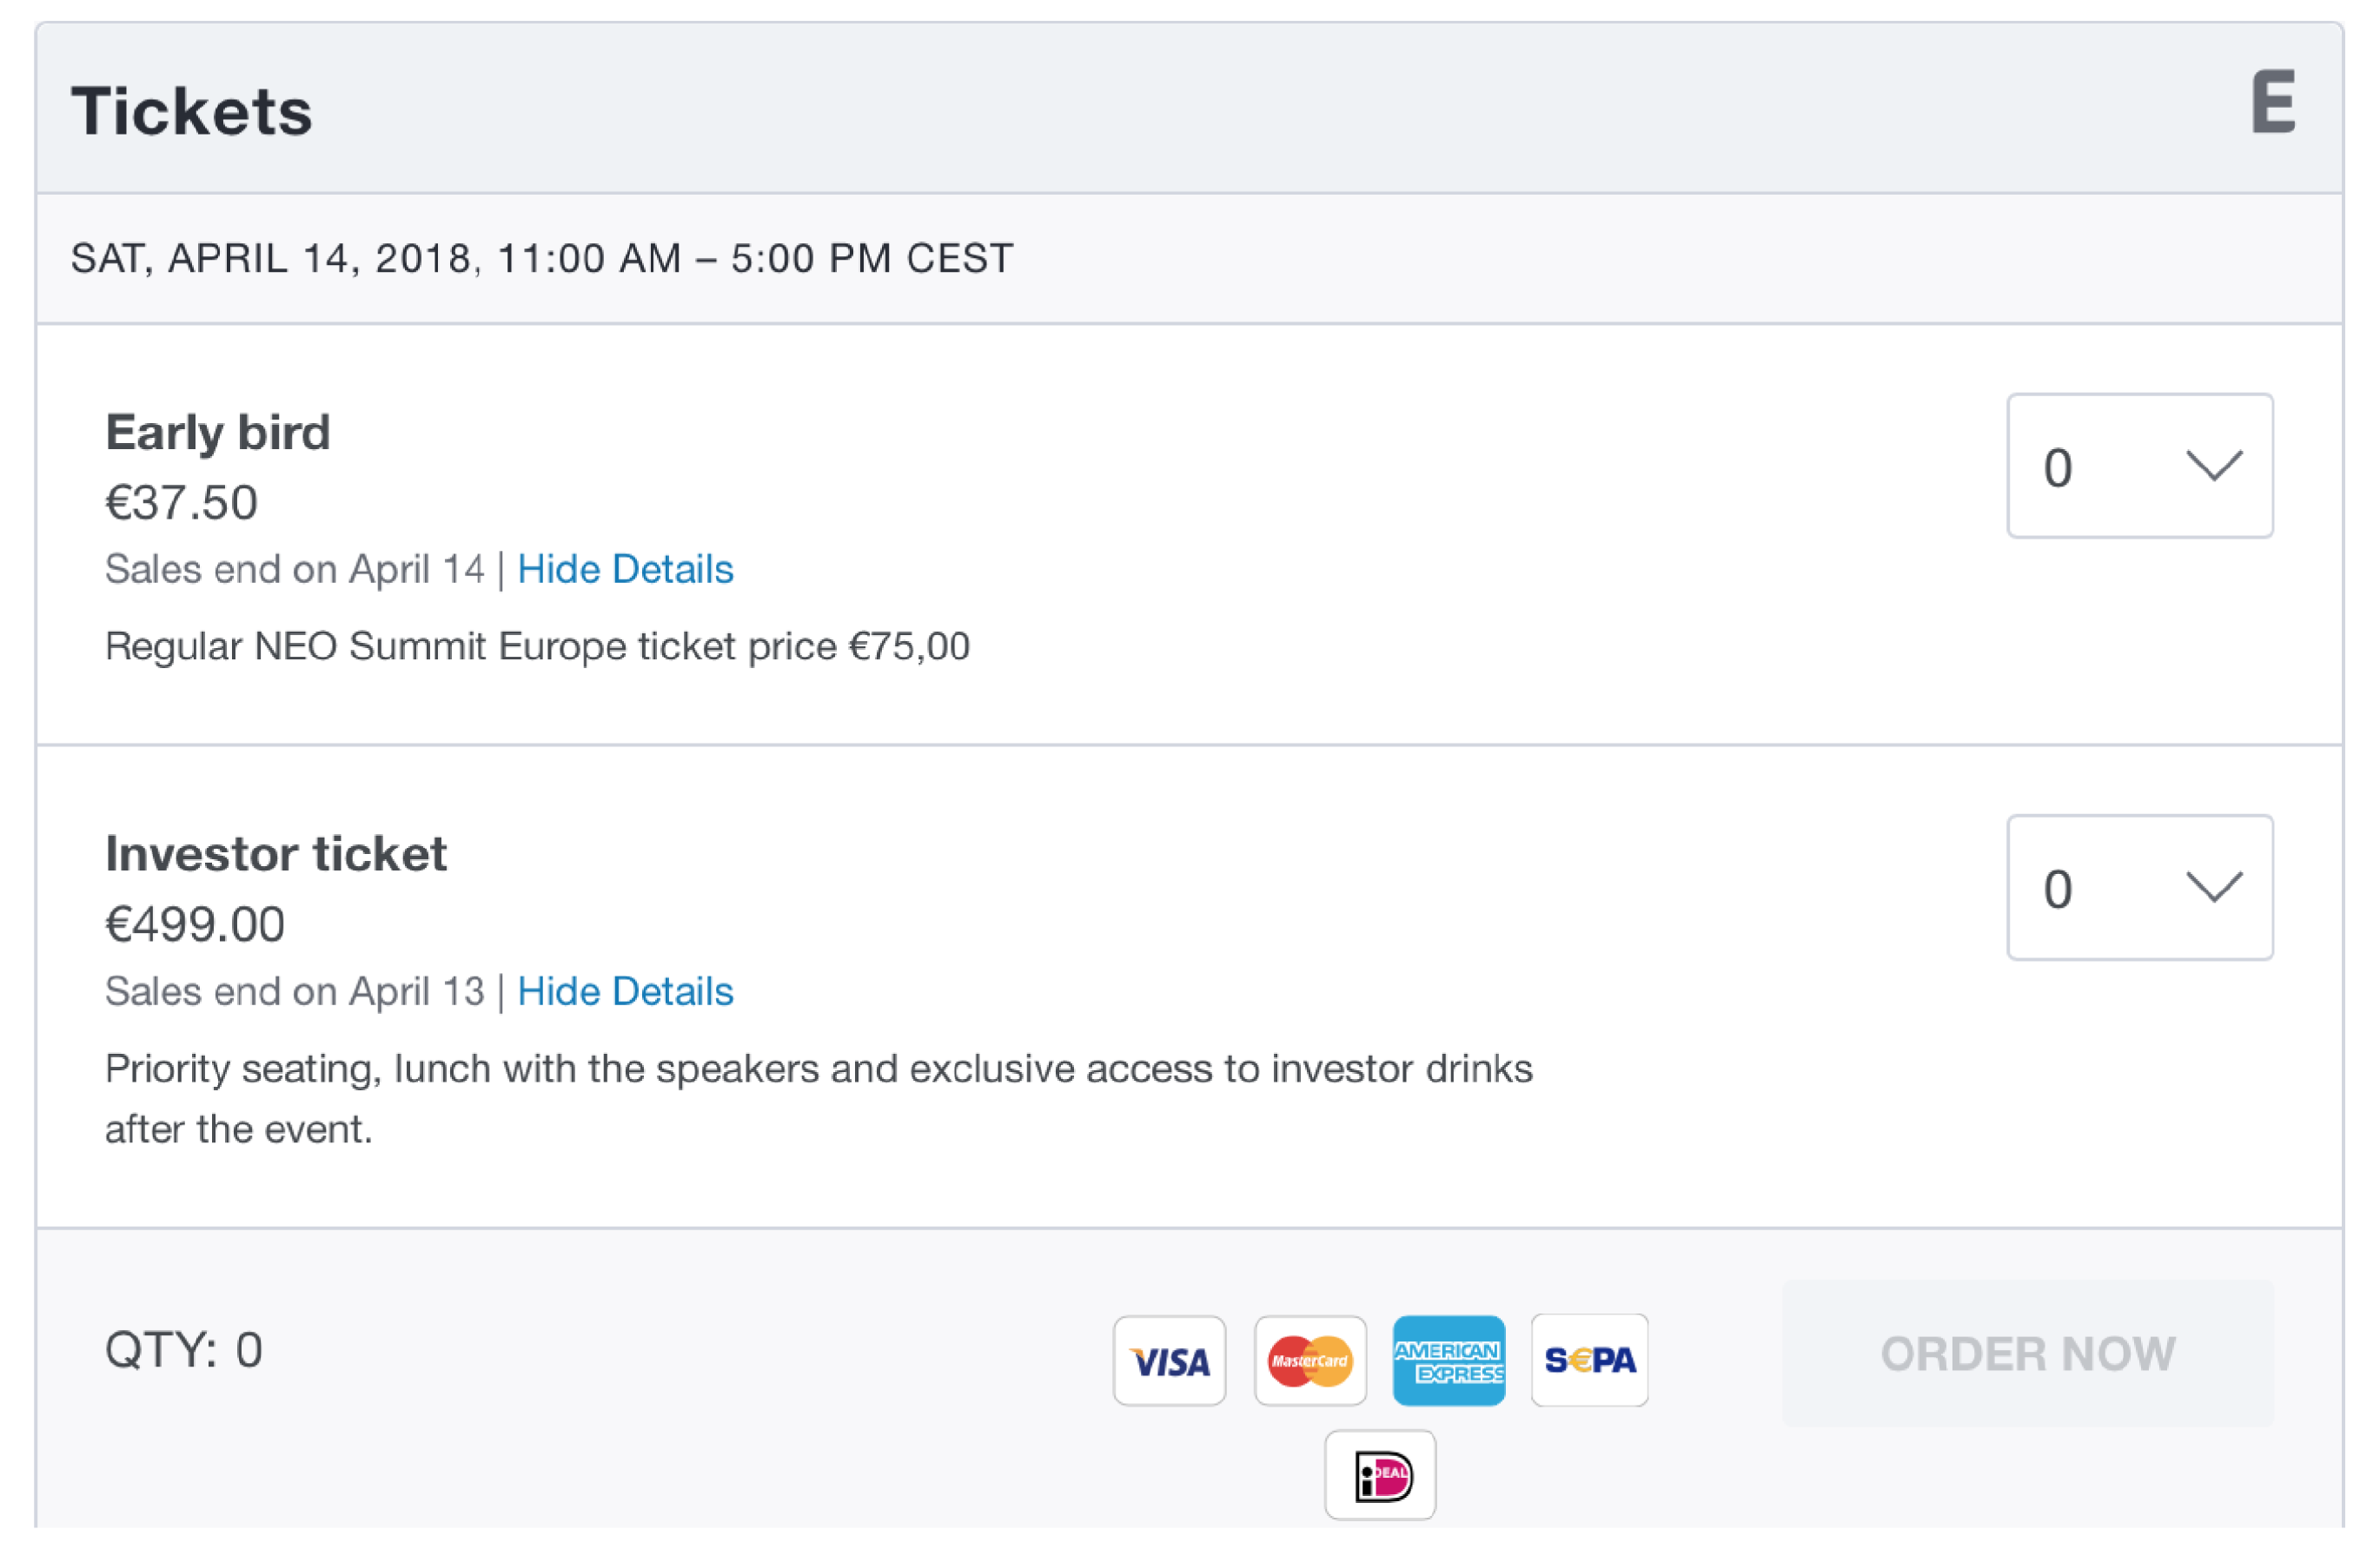 Tickets
E
SAT, APRIL 14, 2018, 11:00 AM – 5:00 PM CEST
Early bird
0
€37.50
Sales end on April 14 | Hide Details
Regular NEO Summit Europe ticket price €75,00
Investor ticket
0
€499.00
Sales end on April 13 | Hide Details
Priority seating, lunch with the speakers and exclusive access to investor drinks
after the event.
QTY: 0
VISA
MasterCard
AMERICAN
EXPRESS
S€PA
ORDER NOW
iDEAL